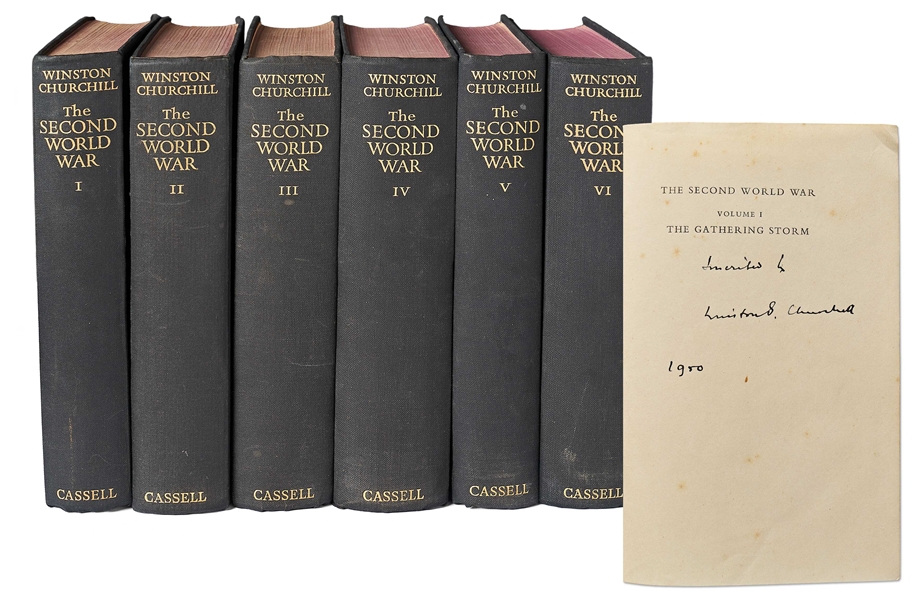 WINSTON
CHURCHILL
The
SECOND
WORLD
WAR
I
CASSELL
WINSTON
CHURCHILL
The
SECOND
WORLD
WAR
II
CASSELL
WINSTON
CHURCHILL
The
SECOND
WORLD
WAR
III
CASSELL
WINSTON
CHURCHILL
The
SECOND
WORLD
WAR
IV
CASSELL
WINSTON
CHURCHILL
The
SECOND
WORLD
WAR
V
CASSELL
WINSTON
CHURCHILL
The
SECOND
WORLD
WAR
VI
CASSELL
THE SECOND WORLD WAR
VOLUME I
THE GATHERING STORM
Inscribed by
Winston S. Churchill
1950